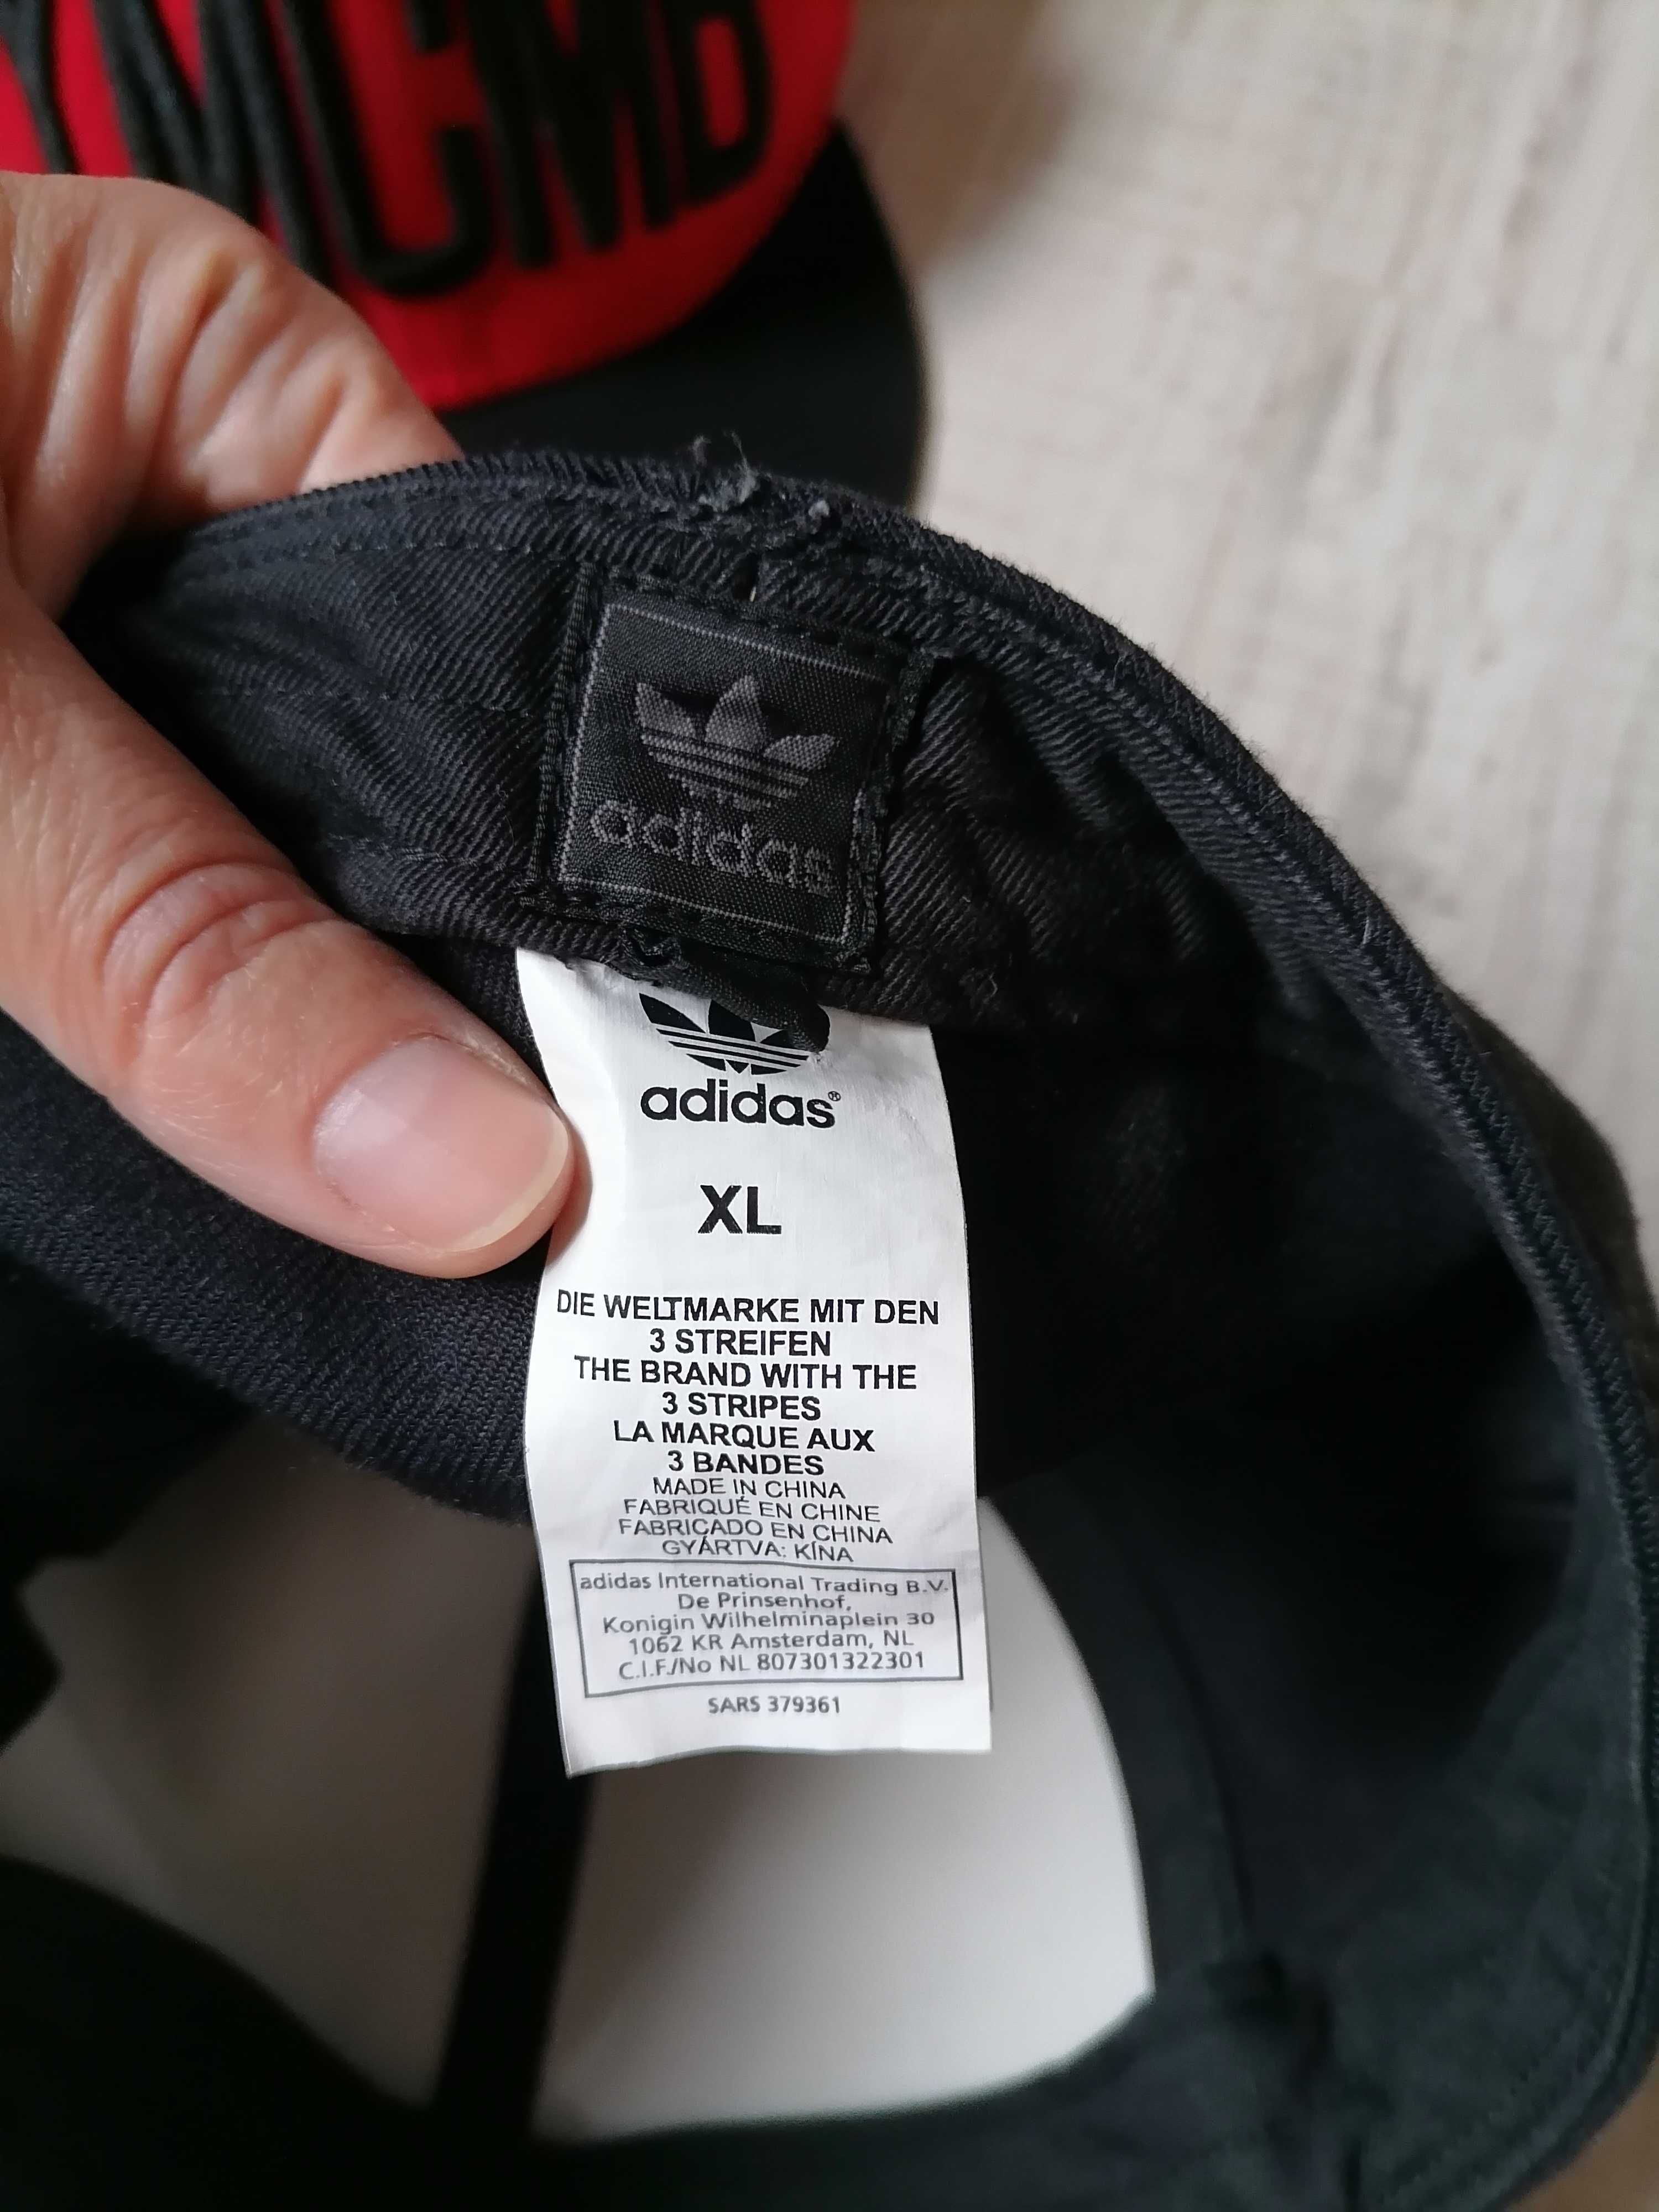 YMCMB
adidas
adidas®
XL
DIE WELTMARKE MIT DEN
3 STREIFEN
THE BRAND WITH THE
3 STRIPES
LA MARQUE AUX
3 BANDES
MADE IN CHINA
FABRIQUÉ EN CHINE
FABRICADO EN CHINA
GYÁRTVA: KÍNA
adidas International Trading B.V.
De Prinsenhof,
Konigin Wilhelminaplein 30
1062 KR Amsterdam, NL
C.I.F./No NL 807301322301
SARS 379361